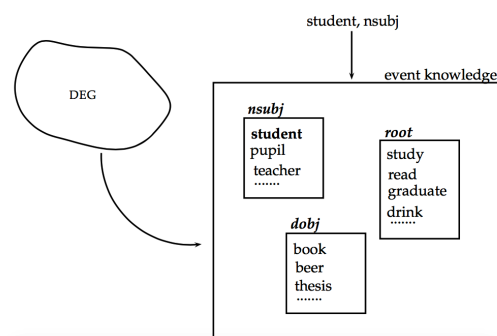 student, nsubj
event knowledge
DEG
nsubj
student
pupil
teacher
.......
root
study
read
graduate
drink
.......
dobj
book
beer
thesis
.......